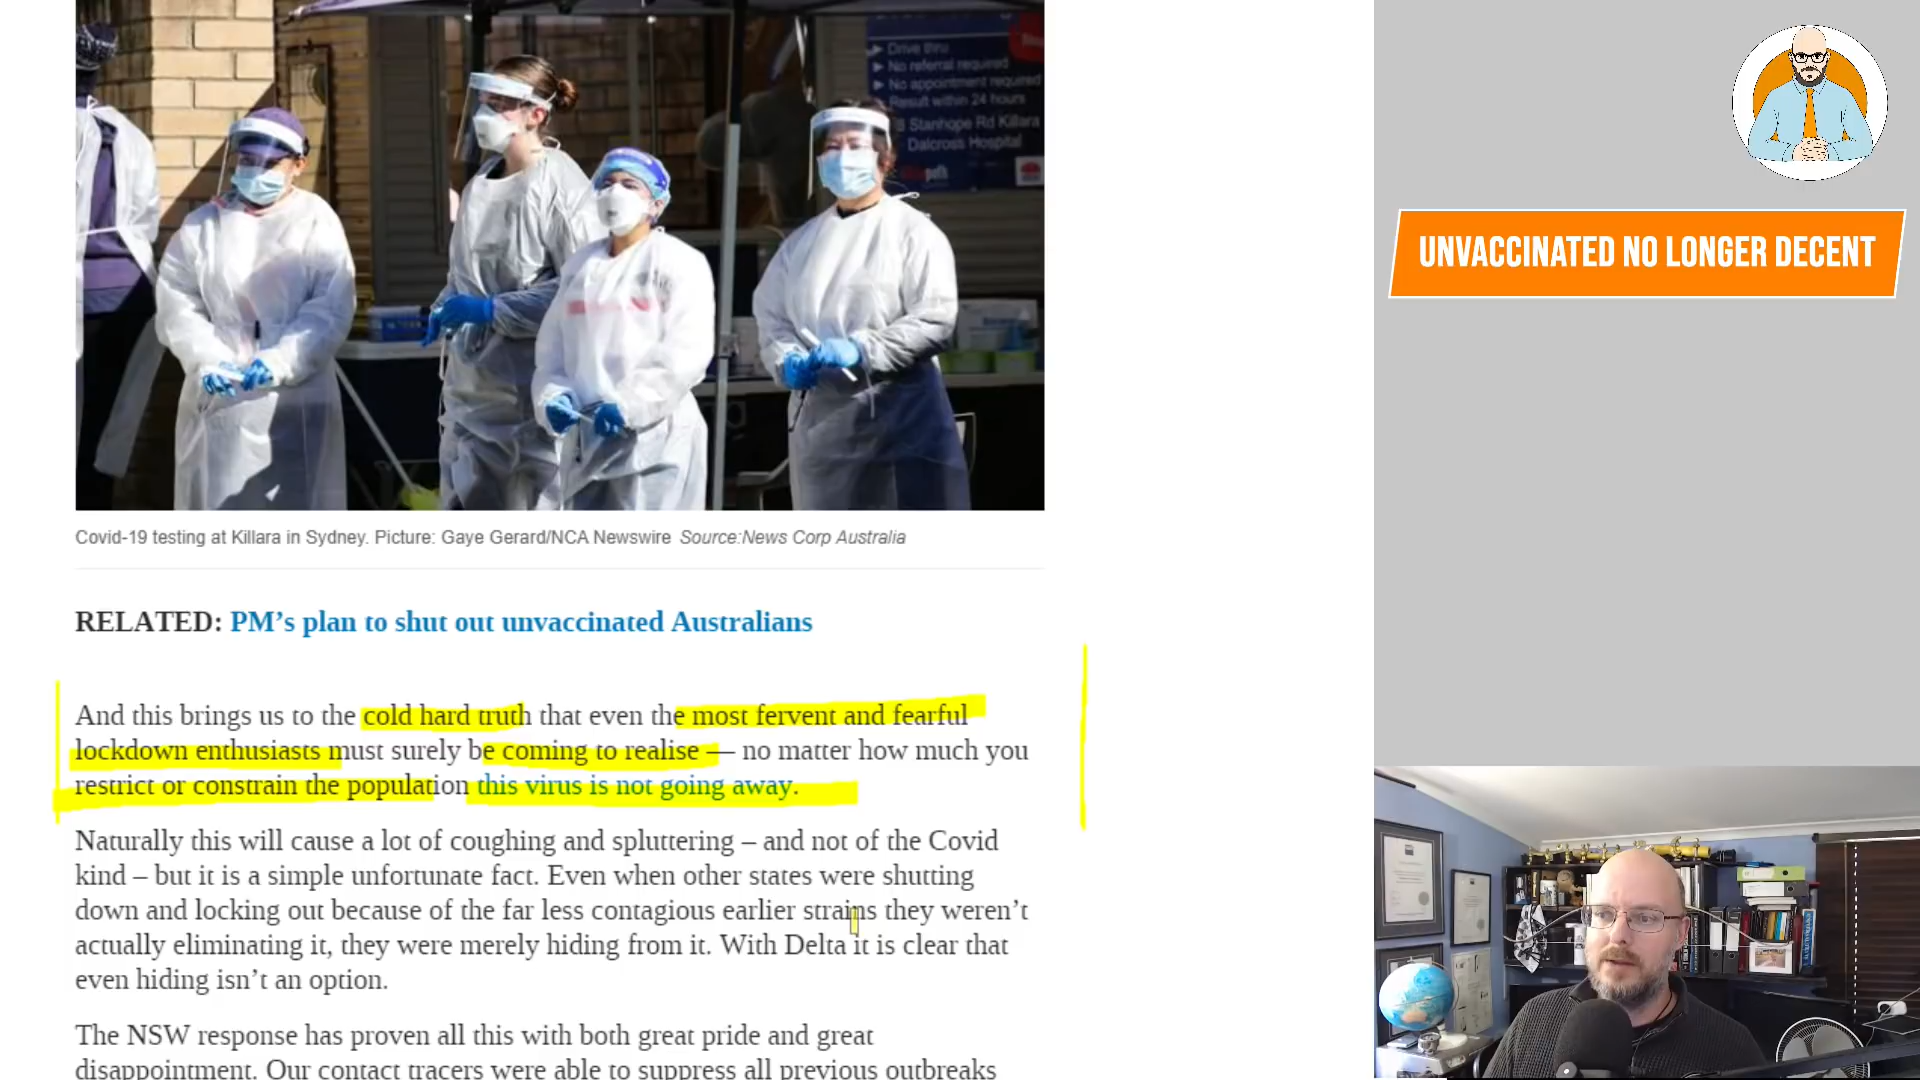 Drive thru
No referral required
No appointment required
Result within 24 hours
8 Stanhope Rd Killara
Dalcross Hospital
UNVACCINATED NO LONGER DECENT
Covid-19 testing at Killara in Sydney. Picture: Gaye Gerard/NCA Newswire Source:News Corp Australia
RELATED: PM’s plan to shut out unvaccinated Australians
And this brings us to the cold hard truth that even the most fervent and fearful
lockdown enthusiasts must surely be coming to realise — no matter how much you
restrict or constrain the population this virus is not going away.
Naturally this will cause a lot of coughing and spluttering – and not of the Covid
kind – but it is a simple unfortunate fact. Even when other states were shutting
down and locking out because of the far less contagious earlier strains they weren’t
actually eliminating it, they were merely hiding from it. With Delta it is clear that
even hiding isn’t an option.
The NSW response has proven all this with both great pride and great
disappointment. Our contact tracers were able to suppress all previous outbreaks